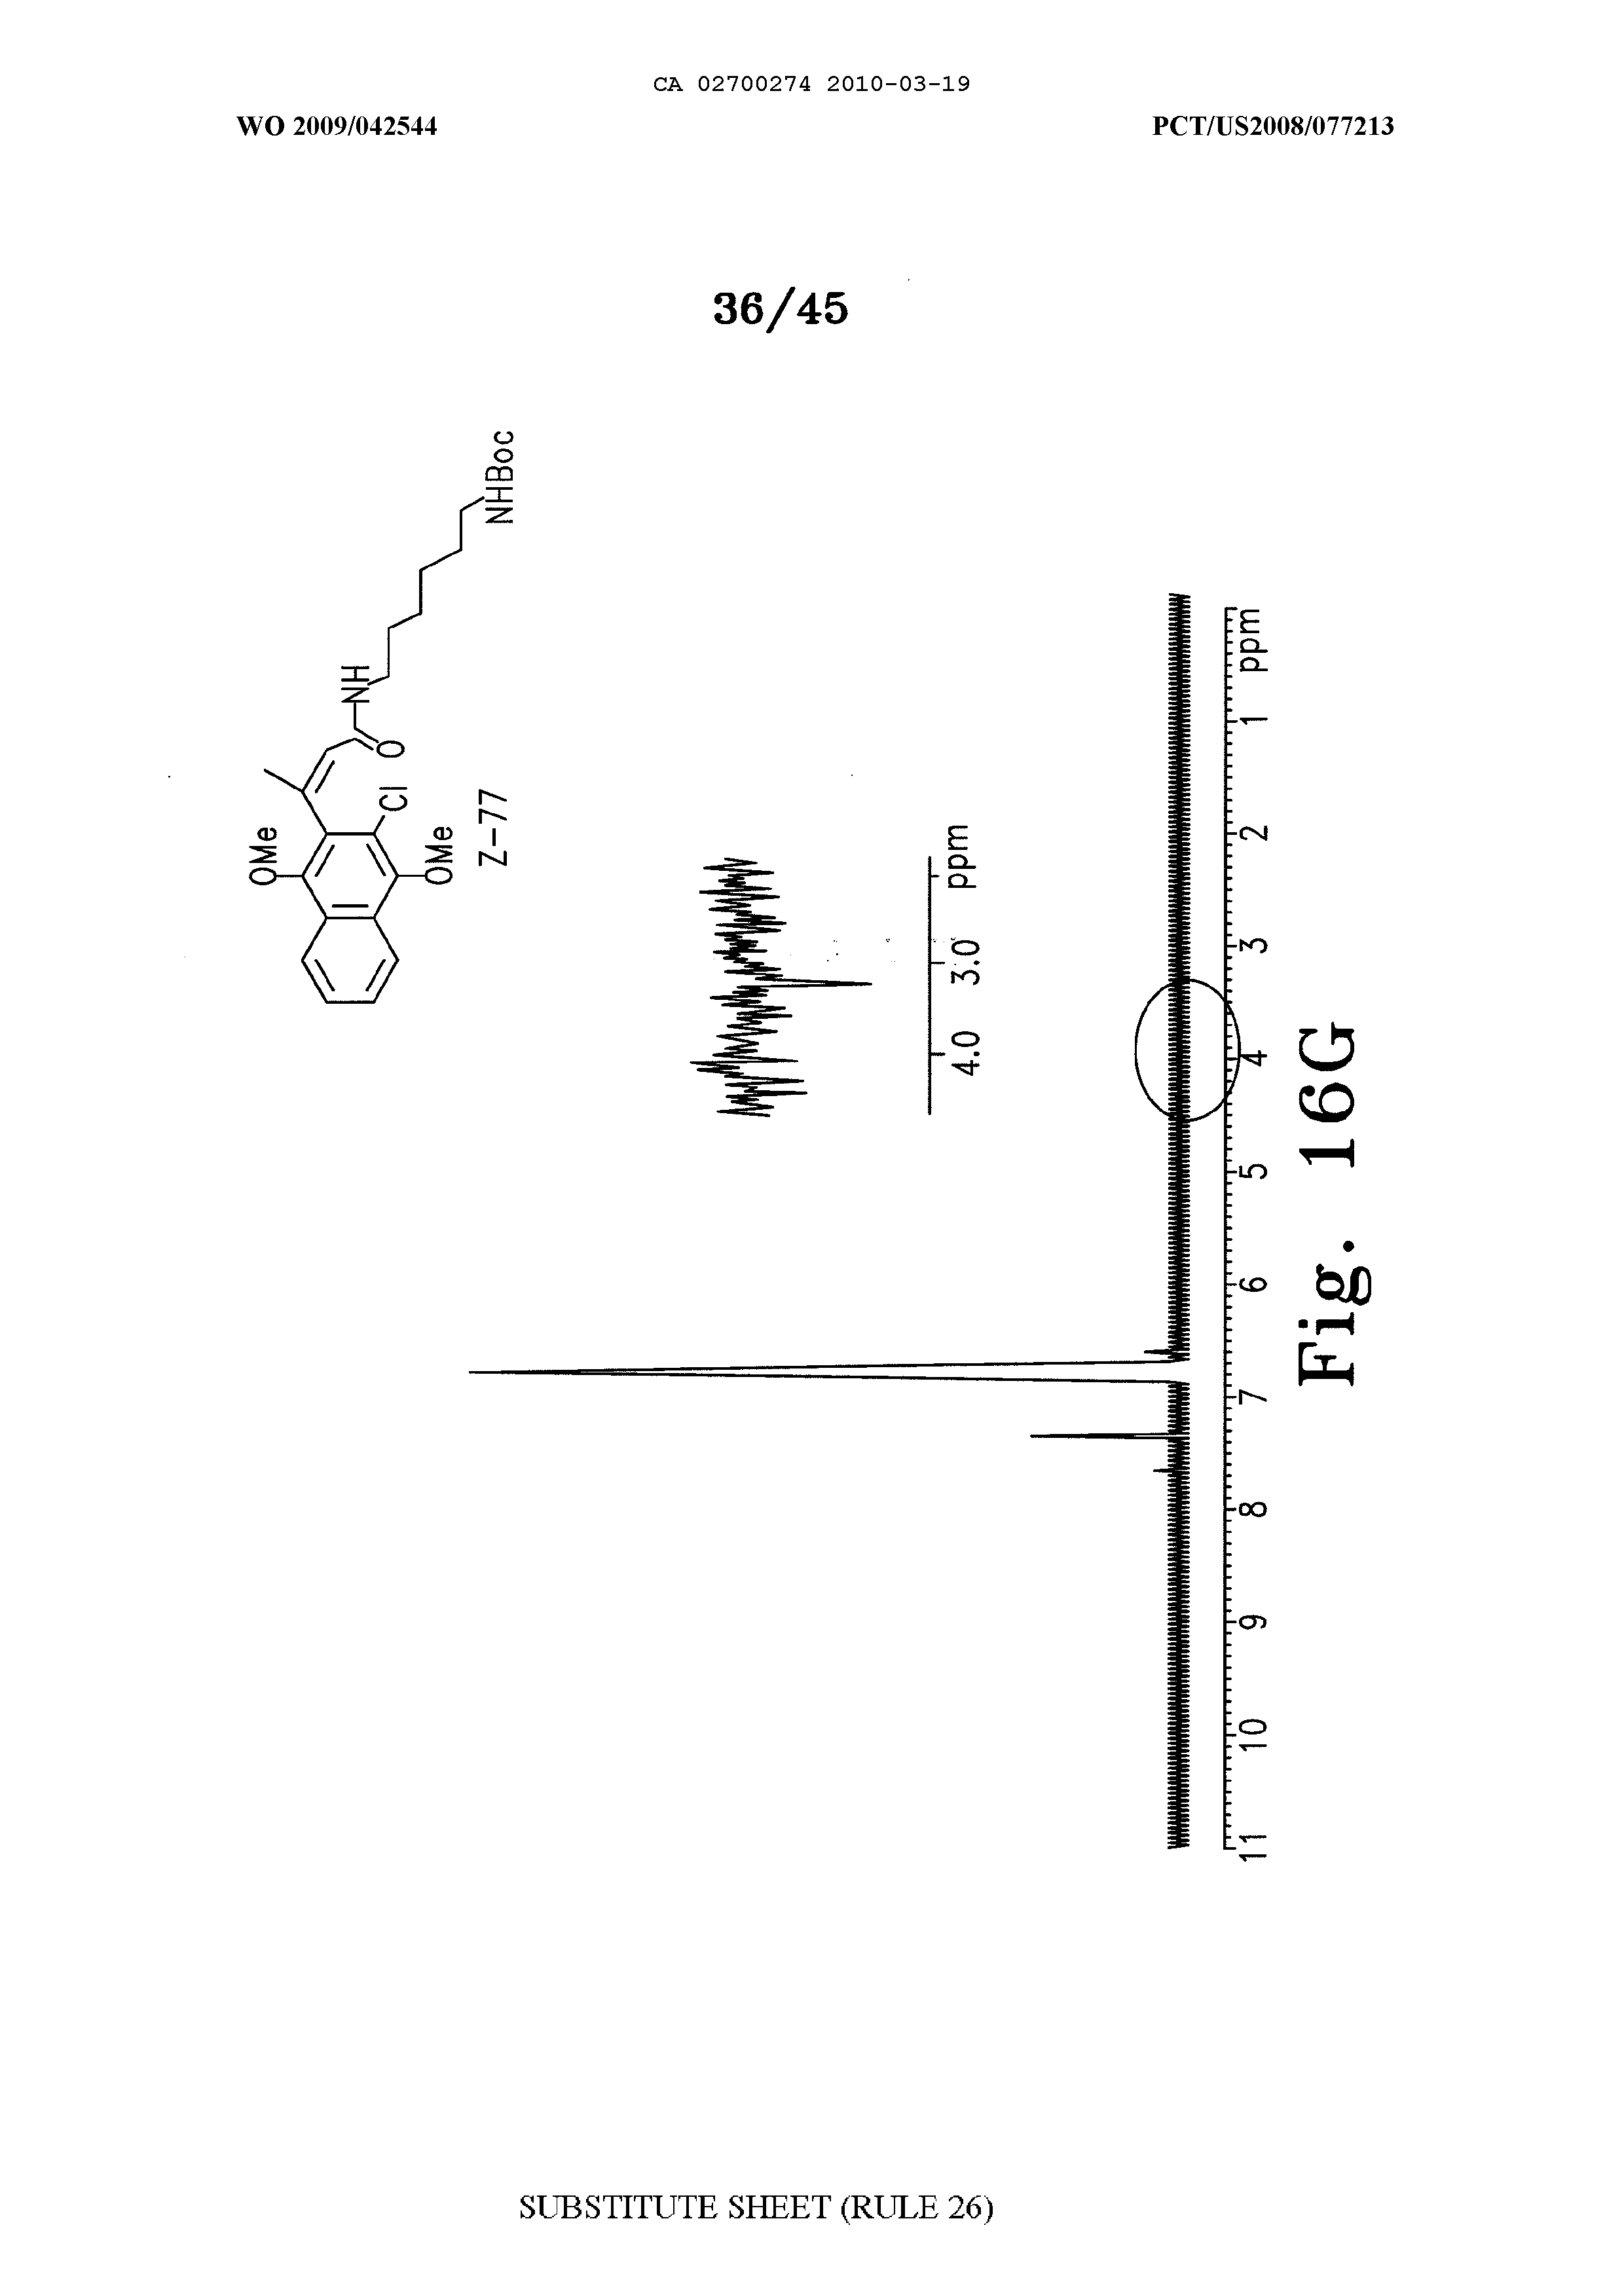 CA 02700274 2010-03-19
WO 2009/042544
PCT/US2008/077213
36/45
OMe
Cl
OMe
O
NH
NHBoc
Z-77
4.0 3.0 ppm
11 10 9 8 7 6 5 4 3 2 1 ppm
Fig. 16G
SUBSTITUTE SHEET (RULE 26)